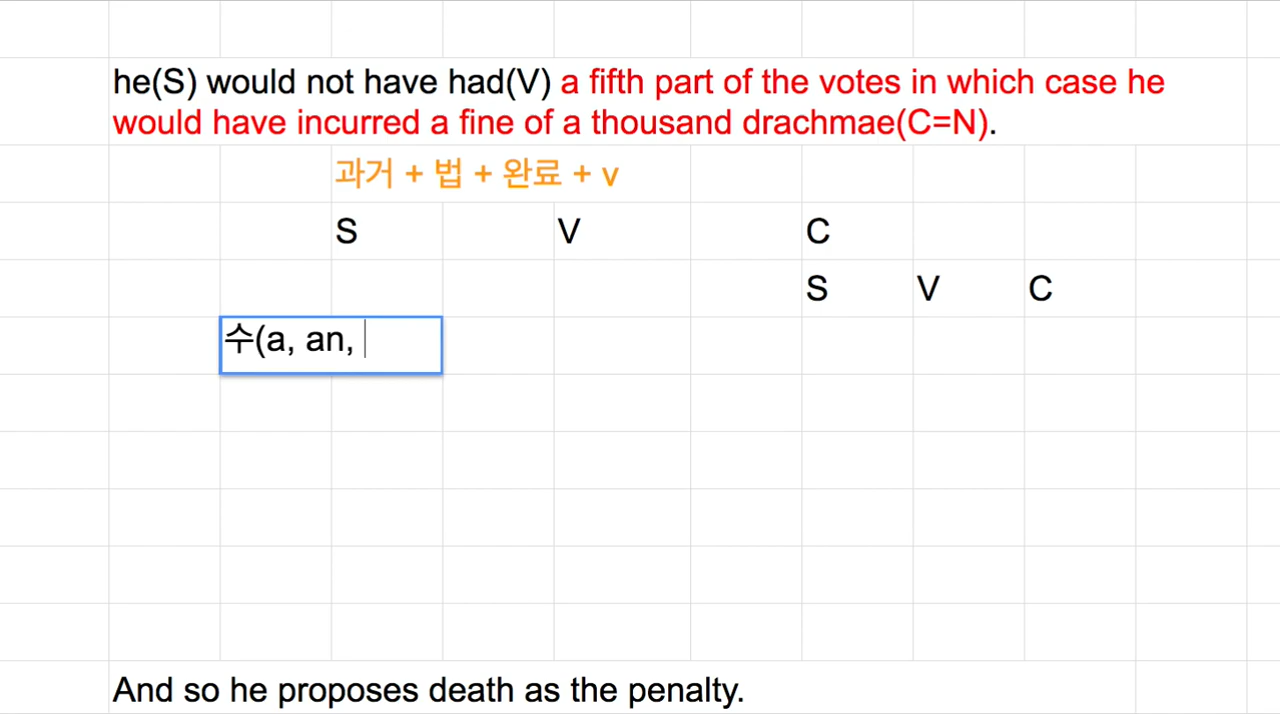 he(S) would not have had(V) a fifth part of the votes in which case he
would have incurred a fine of a thousand drachmae(C=N).
과거 + 법 + 완료 + v
S V C
S V C
수(a, an,
And so he proposes death as the penalty.